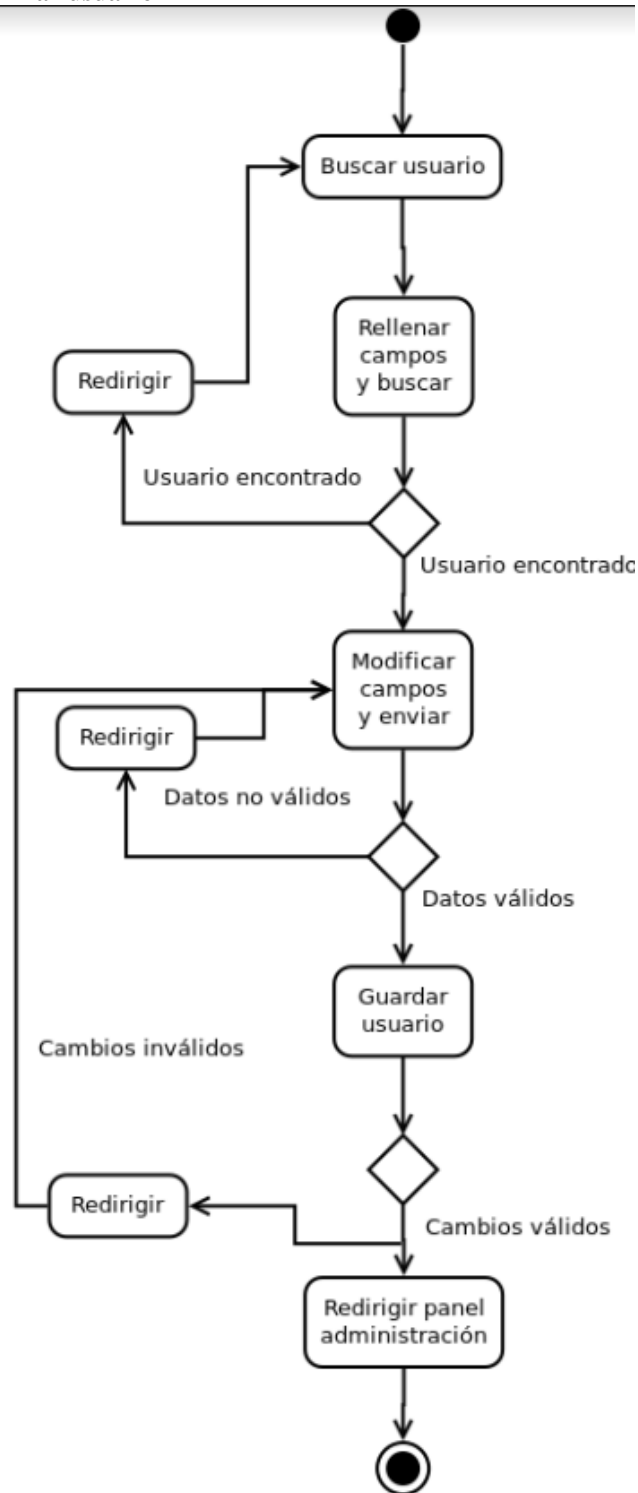 Buscar usuario
Rellenar
campos
y buscar
Redirigir
Usuario encontrado
Usuario encontrado
Modificar
campos
y enviar
Redirigir
Datos no válidos
Datos válidos
Guardar
usuario
Cambios inválidos
Redirigir
Cambios válidos
Redirigir panel
administración